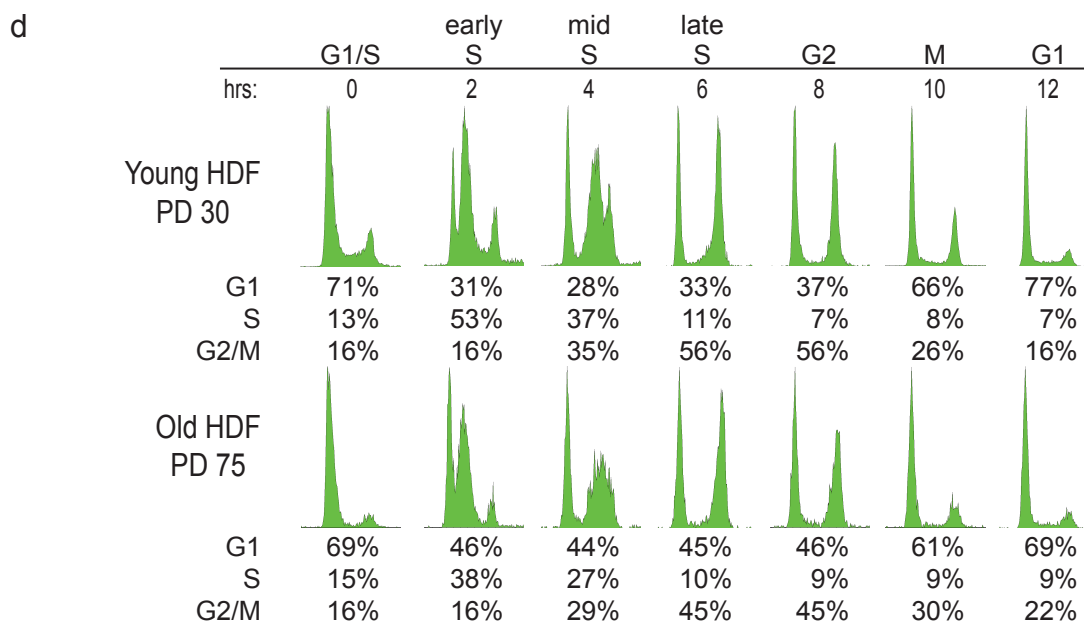 d
early mid late
G1/S S S S G2 M G1
hrs: 0 2 4 6 8 10 12
Young HDF
PD 30
G1 71% 31% 28% 33% 37% 66% 77%
S 13% 53% 37% 11% 7% 8% 7%
G2/M 16% 16% 35% 56% 56% 26% 16%
Old HDF
PD 75
G1 69% 46% 44% 45% 46% 61% 69%
S 15% 38% 27% 10% 9% 9% 9%
G2/M 16% 16% 29% 45% 45% 30% 22%